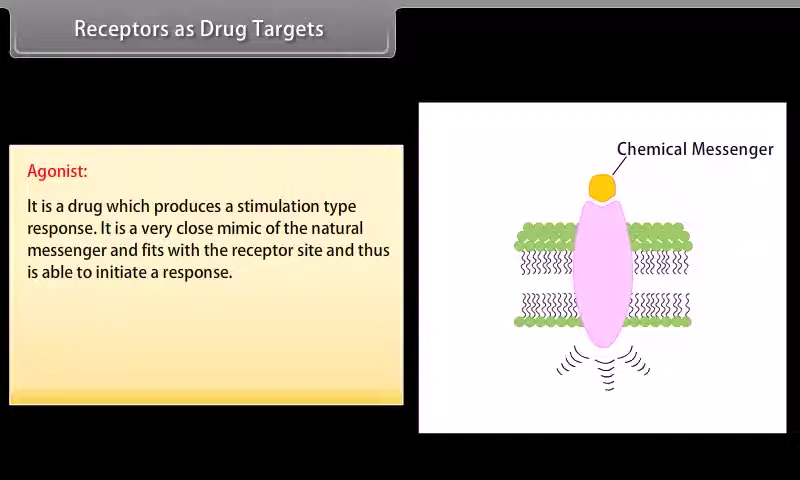 Receptors as Drug Targets
Agonist:
It is a drug which produces a stimulation type
response. It is a very close mimic of the natural
messenger and fits with the receptor site and thus
is able to initiate a response.
Chemical Messenger